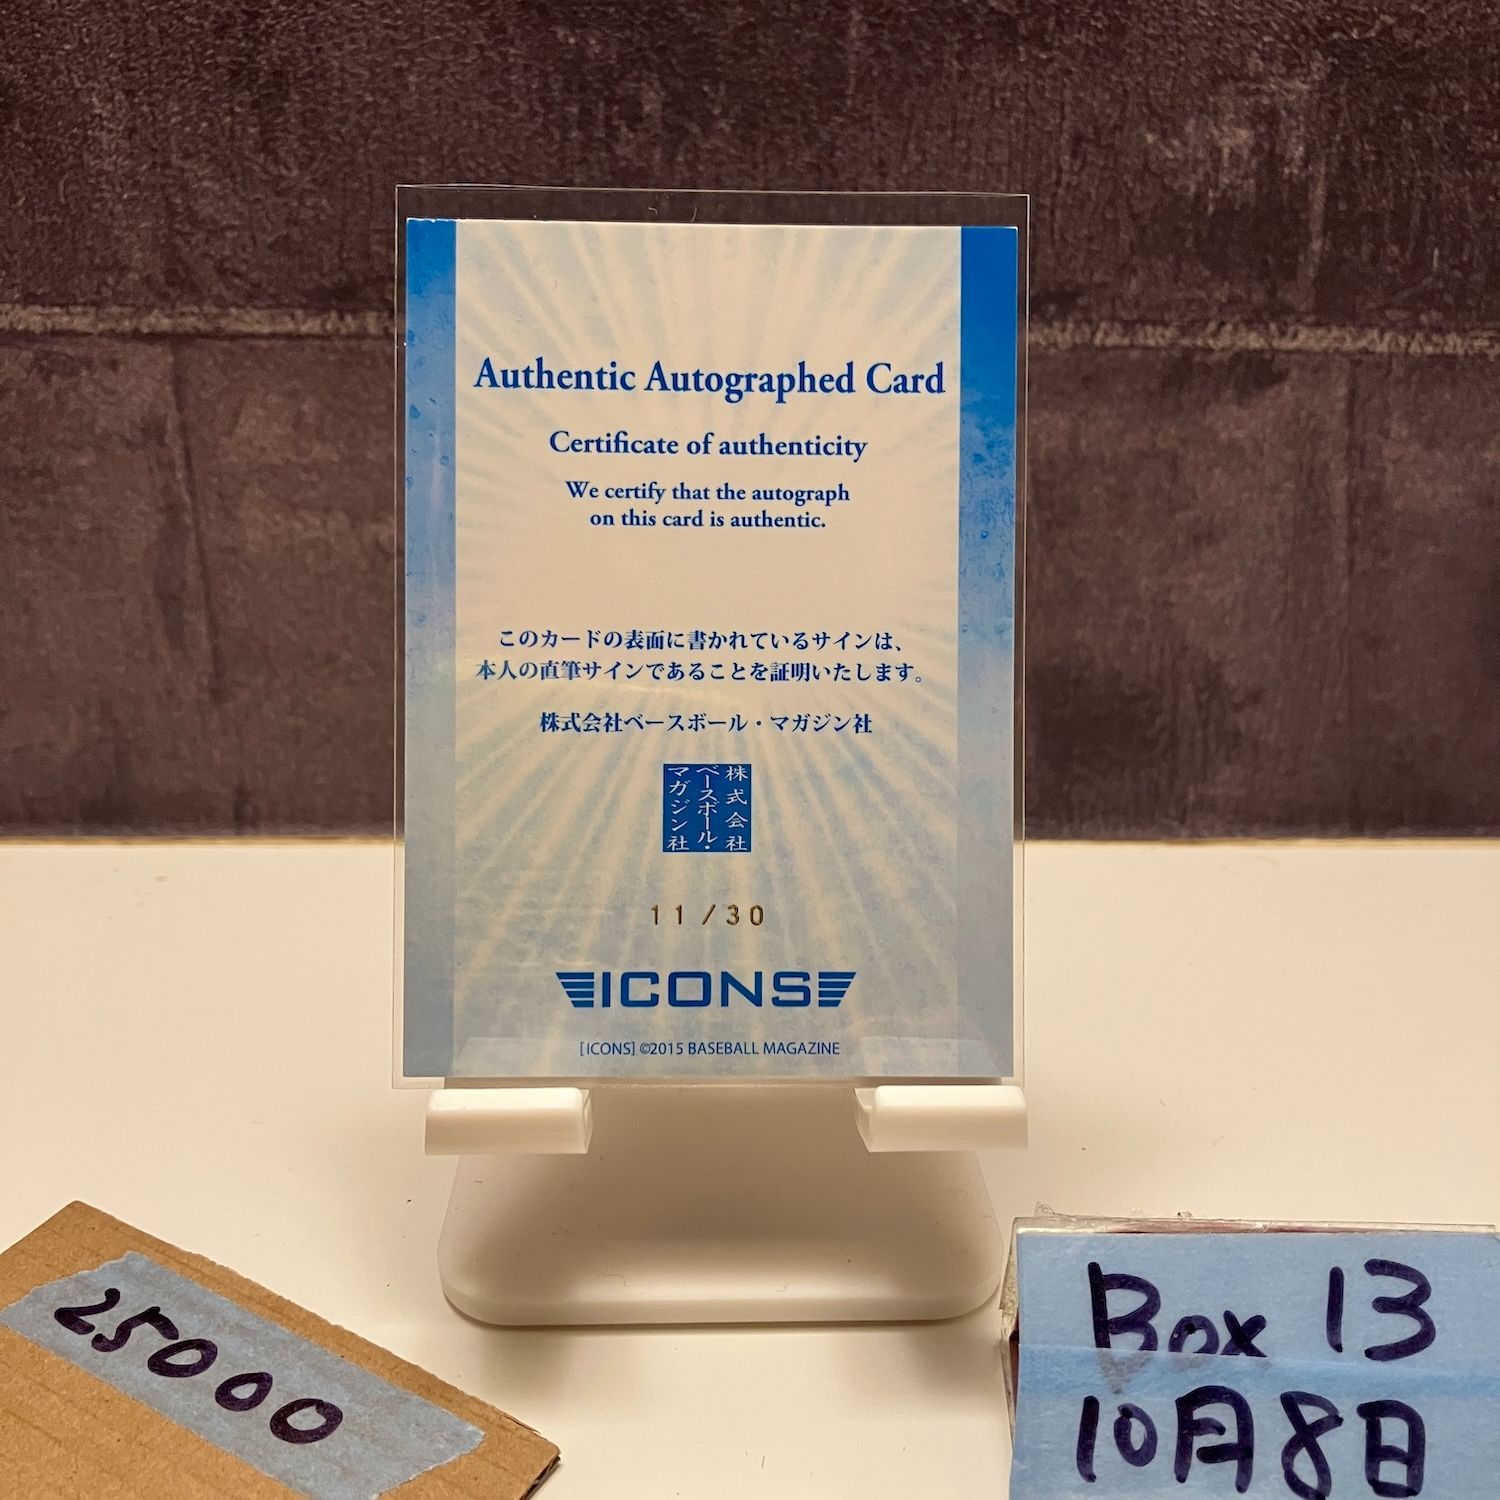 Authentic Autographed Card
Certificate of authenticity
We certify that the autograph
on this card is authentic.
このカードの表面に書かれているサインは、
本人の直筆サインであることを証明いたします。
株式会社ベースボール・マガジン社
株式会社
ベースボール・
マガジン社
11/30
ICONS
[ICONS] ©2015 BASEBALL MAGAZINE
25000
Box 13
10月8日